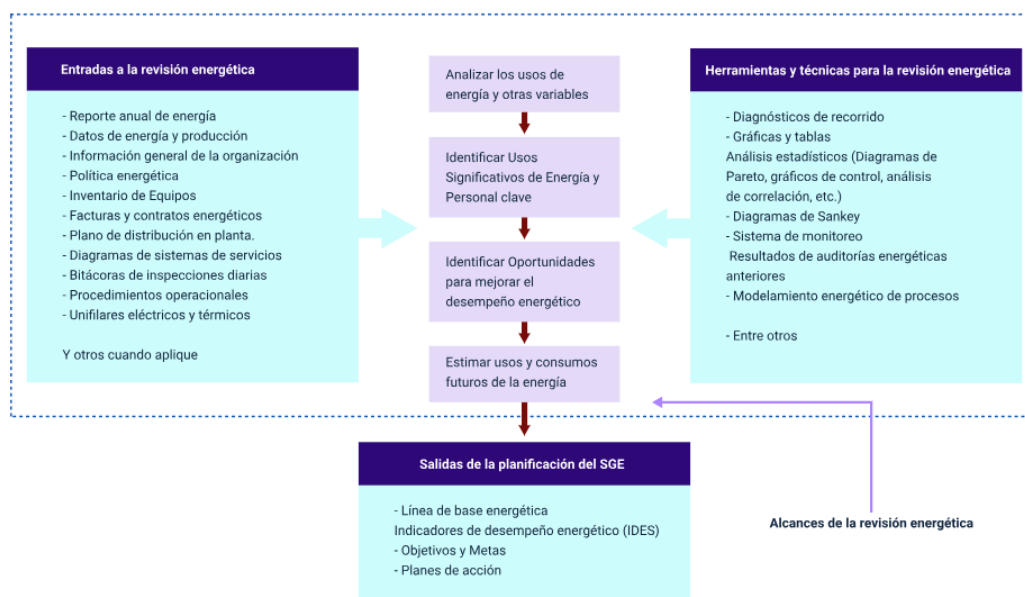 Entradas a la revisión energética
- Reporte anual de energía
- Datos de energía y producción
- Información general de la organización
- Política energética
- Inventario de Equipos
- Facturas y contratos energéticos
- Plano de distribución en planta.
- Diagramas de sistemas de servicios
- Bitácoras de inspecciones diarias
- Procedimientos operacionales
- Unifilares eléctricos y térmicos
Y otros cuando aplique
Analizar los usos de
energía y otras variables
Identificar Usos
Significativos de Energía y
Personal clave
Identificar Oportunidades
para mejorar el
desempeño energético
Estimar usos y consumos
futuros de la energía
Herramientas y técnicas para la revisión energética
- Diagnósticos de recorrido
- Gráficas y tablas
Análisis estadísticos (Diagramas de
Pareto, gráficos de control, análisis
de correlación, etc.)
- Diagramas de Sankey
- Sistema de monitoreo
Resultados de auditorías energéticas
anteriores
- Modelamiento energético de procesos
- Entre otros
Salidas de la planificación del SGE
- Línea de base energética
Indicadores de desempeño energético (IDES)
- Objetivos y Metas
- Planes de acción
Alcances de la revisión energética